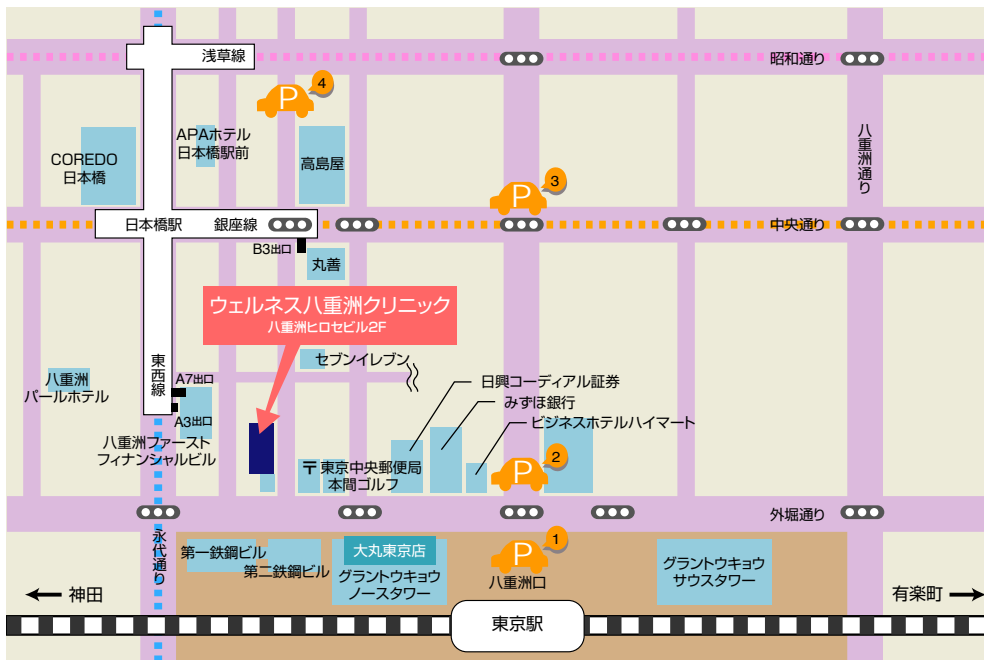 浅草線
昭和通り
P
4
COREDO
日本橋
APAホテル
日本橋駅前
高島屋
八重洲通り
P
3
日本橋駅
銀座線
中央通り
B3出口
丸善
ウェルネス八重洲クリニック
八重洲ヒロセビル2F
セブンイレブン
東西線
八重洲
パールホテル
A7出口
A3出口
日興コーディアル証券
みずほ銀行
ビジネスホテルハイマート
八重洲ファースト
フィナンシャルビル
〒東京中央郵便局
本間ゴルフ
P
2
外堀通り
永代通り
第一鉄鋼ビル
第二鉄鋼ビル
大丸東京店
グラントウキョウ
ノースタワー
P
1
八重洲口
グラントウキョウ
サウスタワー
← 神田
有楽町 →
東京駅